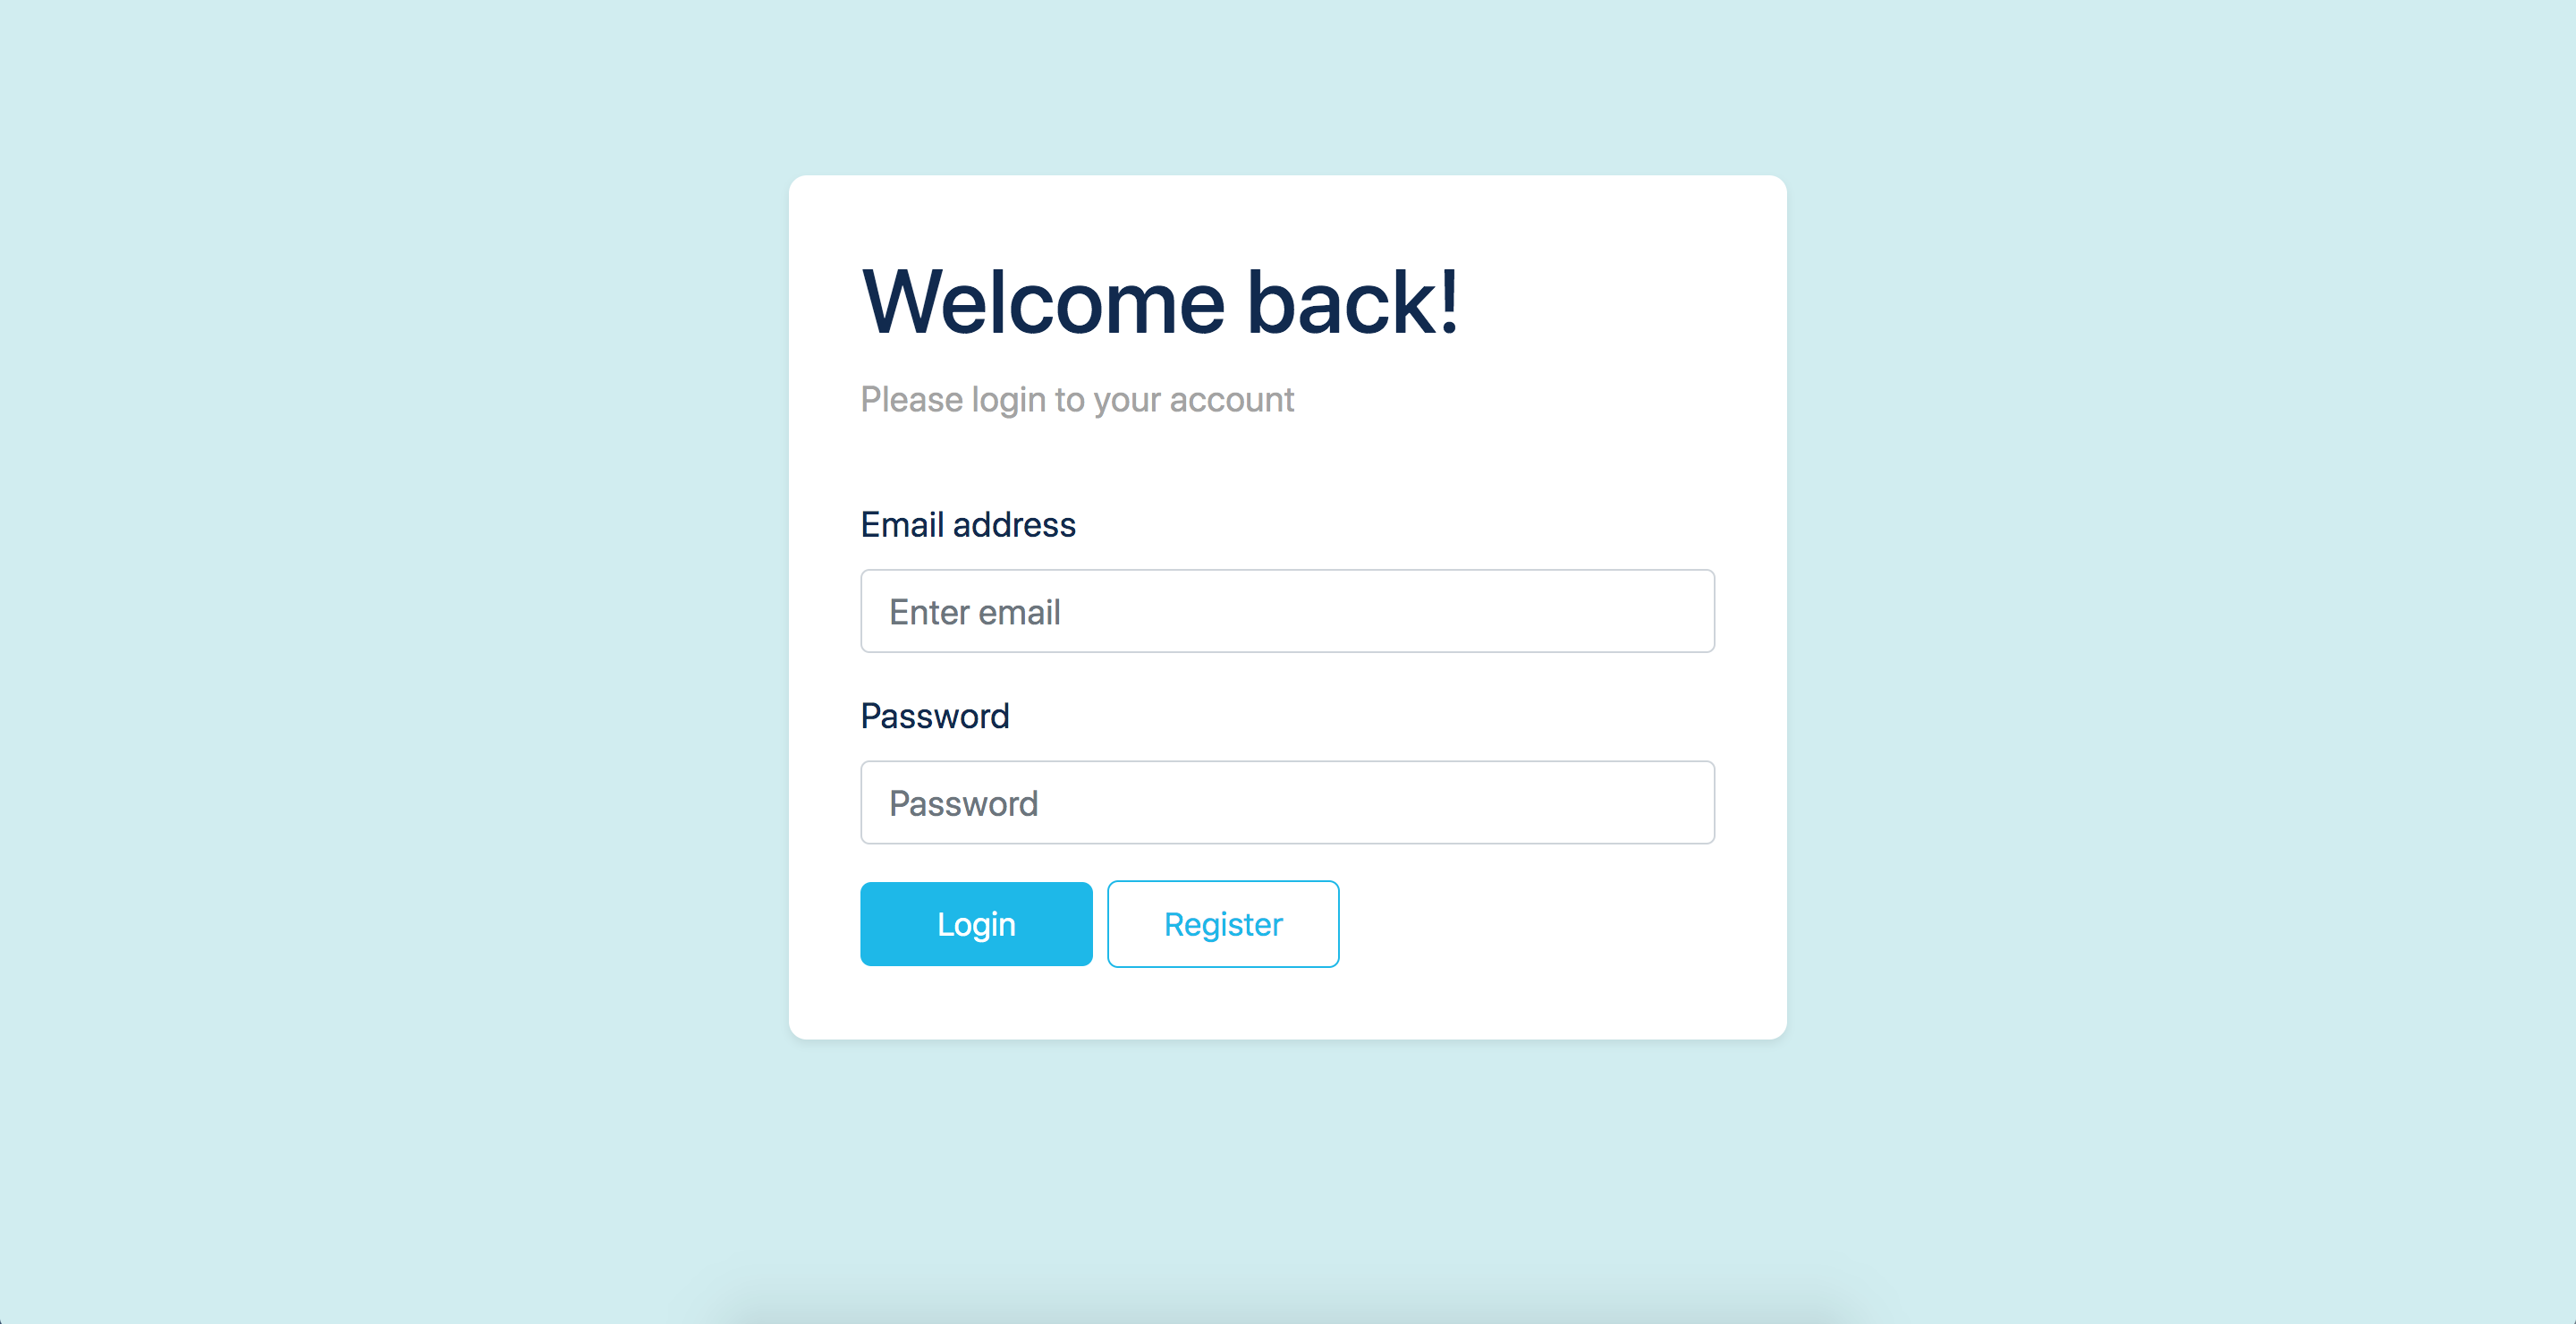 Welcome back!
Please login to your account
Email address
Enter email
Password
Password
Login Register